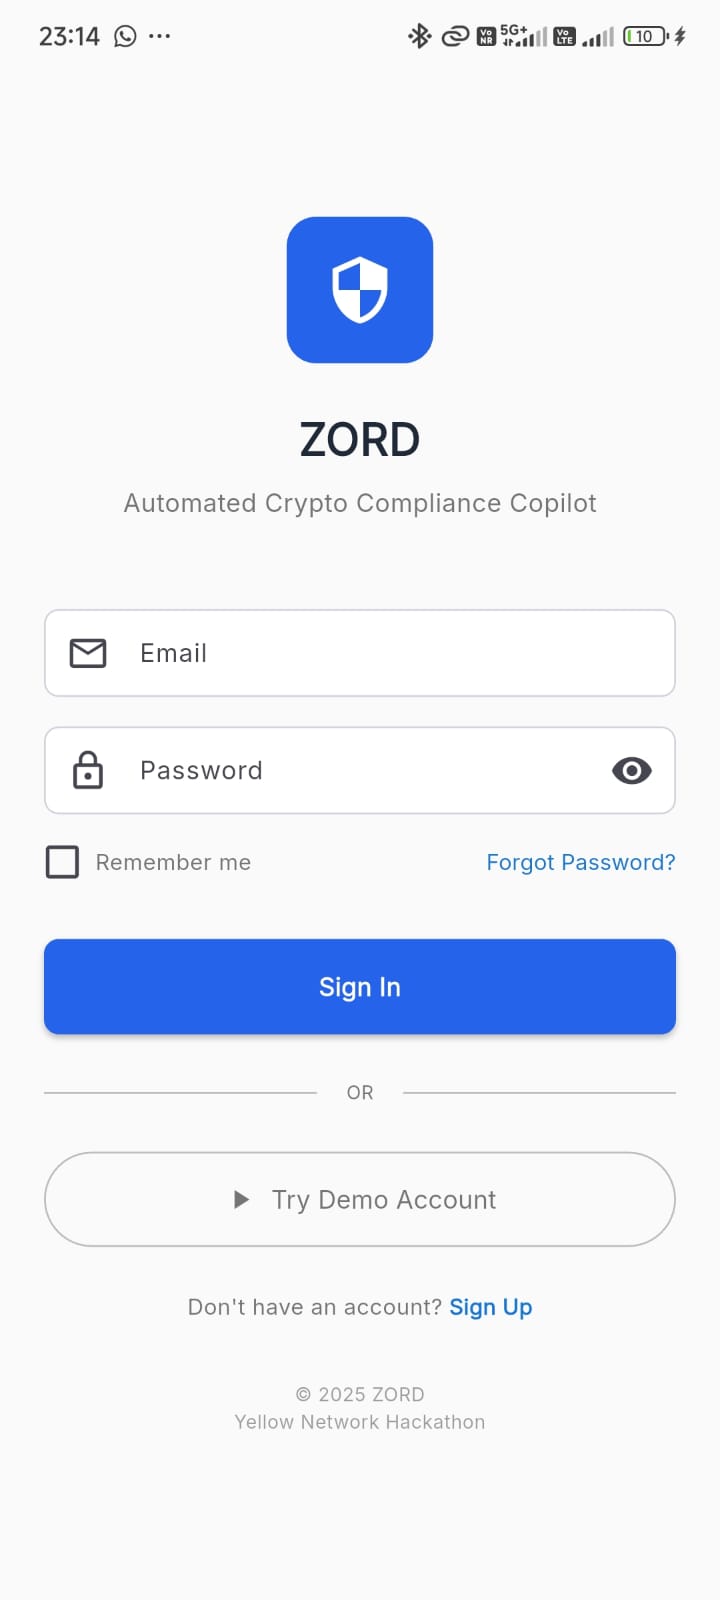 23:14 ... Vo NR 5G+ Vo LTE 10
ZORD
Automated Crypto Compliance Copilot
Email
Password
Remember me Forgot Password?
Sign In
OR
Try Demo Account
Don't have an account? Sign Up
© 2025 ZORD
Yellow Network Hackathon